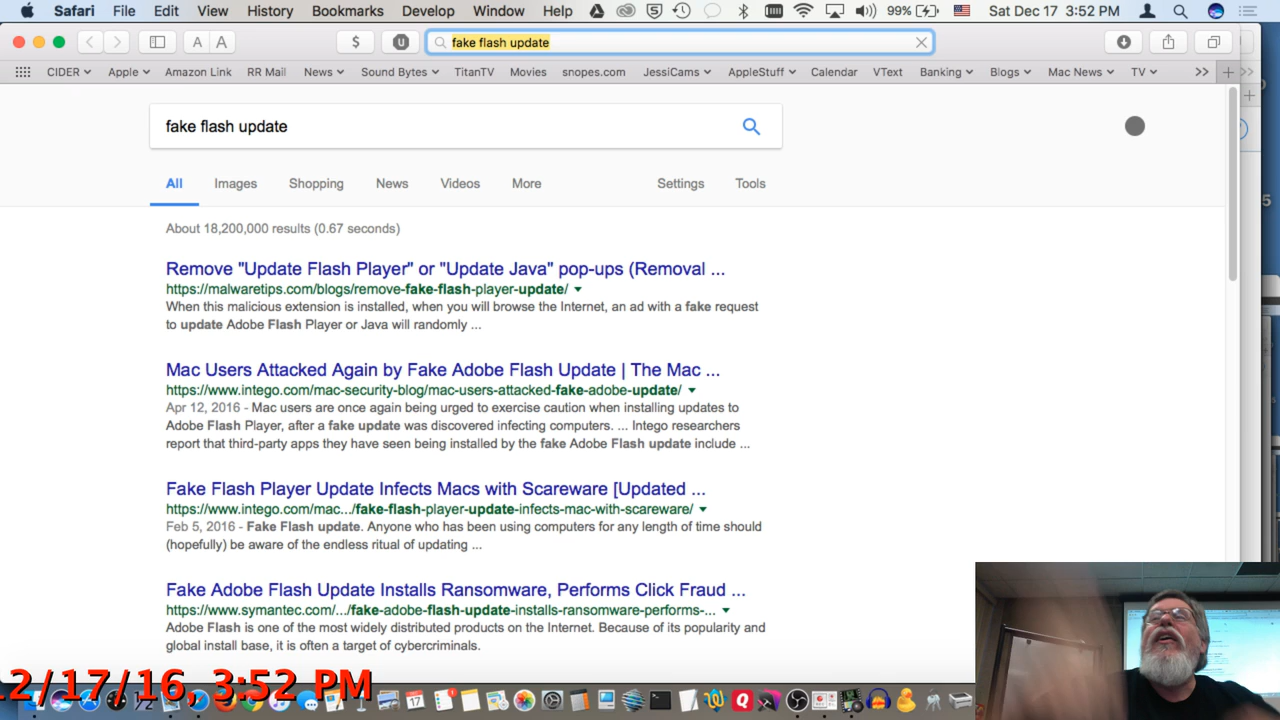 Safari File Edit View History Bookmarks Develop Window Help 99% Sat Dec 17 3:52 PM
A A $ U fake flash update
CIDER Apple Amazon Link RR Mail News Sound Bytes TitanTV Movies snopes.com JessiCams AppleStuff Calendar VText Banking Blogs Mac News TV >> + >>
fake flash update
All Images Shopping News Videos More Settings Tools
About 18,200,000 results (0.67 seconds)
Remove "Update Flash Player" or "Update Java" pop-ups (Removal ...
https://malwaretips.com/blogs/remove-fake-flash-player-update/
When this malicious extension is installed, when you will browse the Internet, an ad with a fake request
to update Adobe Flash Player or Java will randomly ...
Mac Users Attacked Again by Fake Adobe Flash Update | The Mac ...
https://www.intego.com/mac-security-blog/mac-users-attacked-fake-adobe-update/
Apr 12, 2016 - Mac users are once again being urged to exercise caution when installing updates to
Adobe Flash Player, after a fake update was discovered infecting computers. ... Intego researchers
report that third-party apps they have seen being installed by the fake Adobe Flash update include ...
Fake Flash Player Update Infects Macs with Scareware [Updated ...
https://www.intego.com/mac.../fake-flash-player-update-infects-mac-with-scareware/
Feb 5, 2016 - Fake Flash update. Anyone who has been using computers for any length of time should
(hopefully) be aware of the endless ritual of updating ...
Fake Adobe Flash Update Installs Ransomware, Performs Click Fraud ...
https://www.symantec.com/.../fake-adobe-flash-update-installs-ransomware-performs-...
Adobe Flash is one of the most widely distributed products on the Internet. Because of its popularity and
global install base, it is often a target of cybercriminals.
2/17/16, 3:52 PM